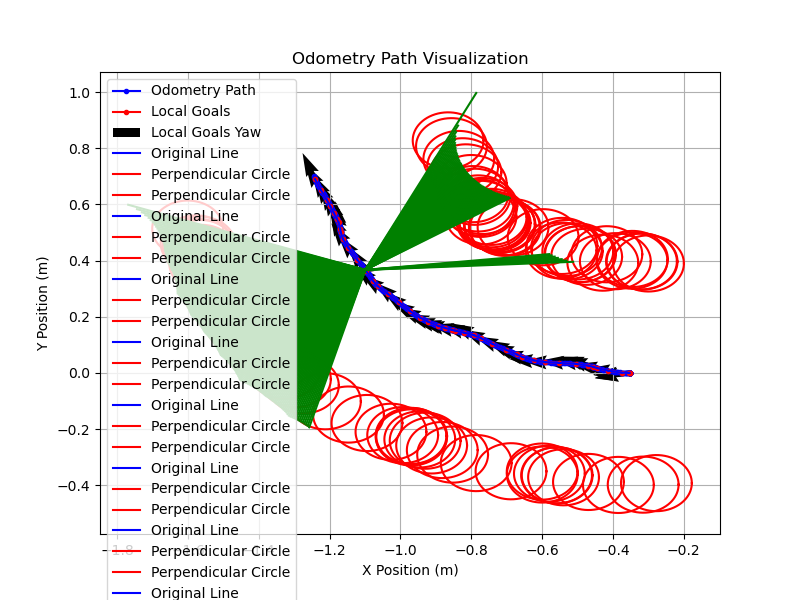 Odometry Path Visualization
Y Position (m)
1.0
0.8
0.6
0.4
0.2
0.0
−0.2
−0.4
Odometry Path
Local Goals
Local Goals Yaw
Original Line
Perpendicular Circle
Perpendicular Circle
Original Line
Perpendicular Circle
Perpendicular Circle
Original Line
Perpendicular Circle
Perpendicular Circle
Original Line
Perpendicular Circle
Perpendicular Circle
Original Line
Perpendicular Circle
Perpendicular Circle
Original Line
Perpendicular Circle
Perpendicular Circle
Original Line
Perpendicular Circle
Perpendicular Circle
Original Line
−1.8 −1.2 −1.0 −0.8 −0.6 −0.4 −0.2
X Position (m)